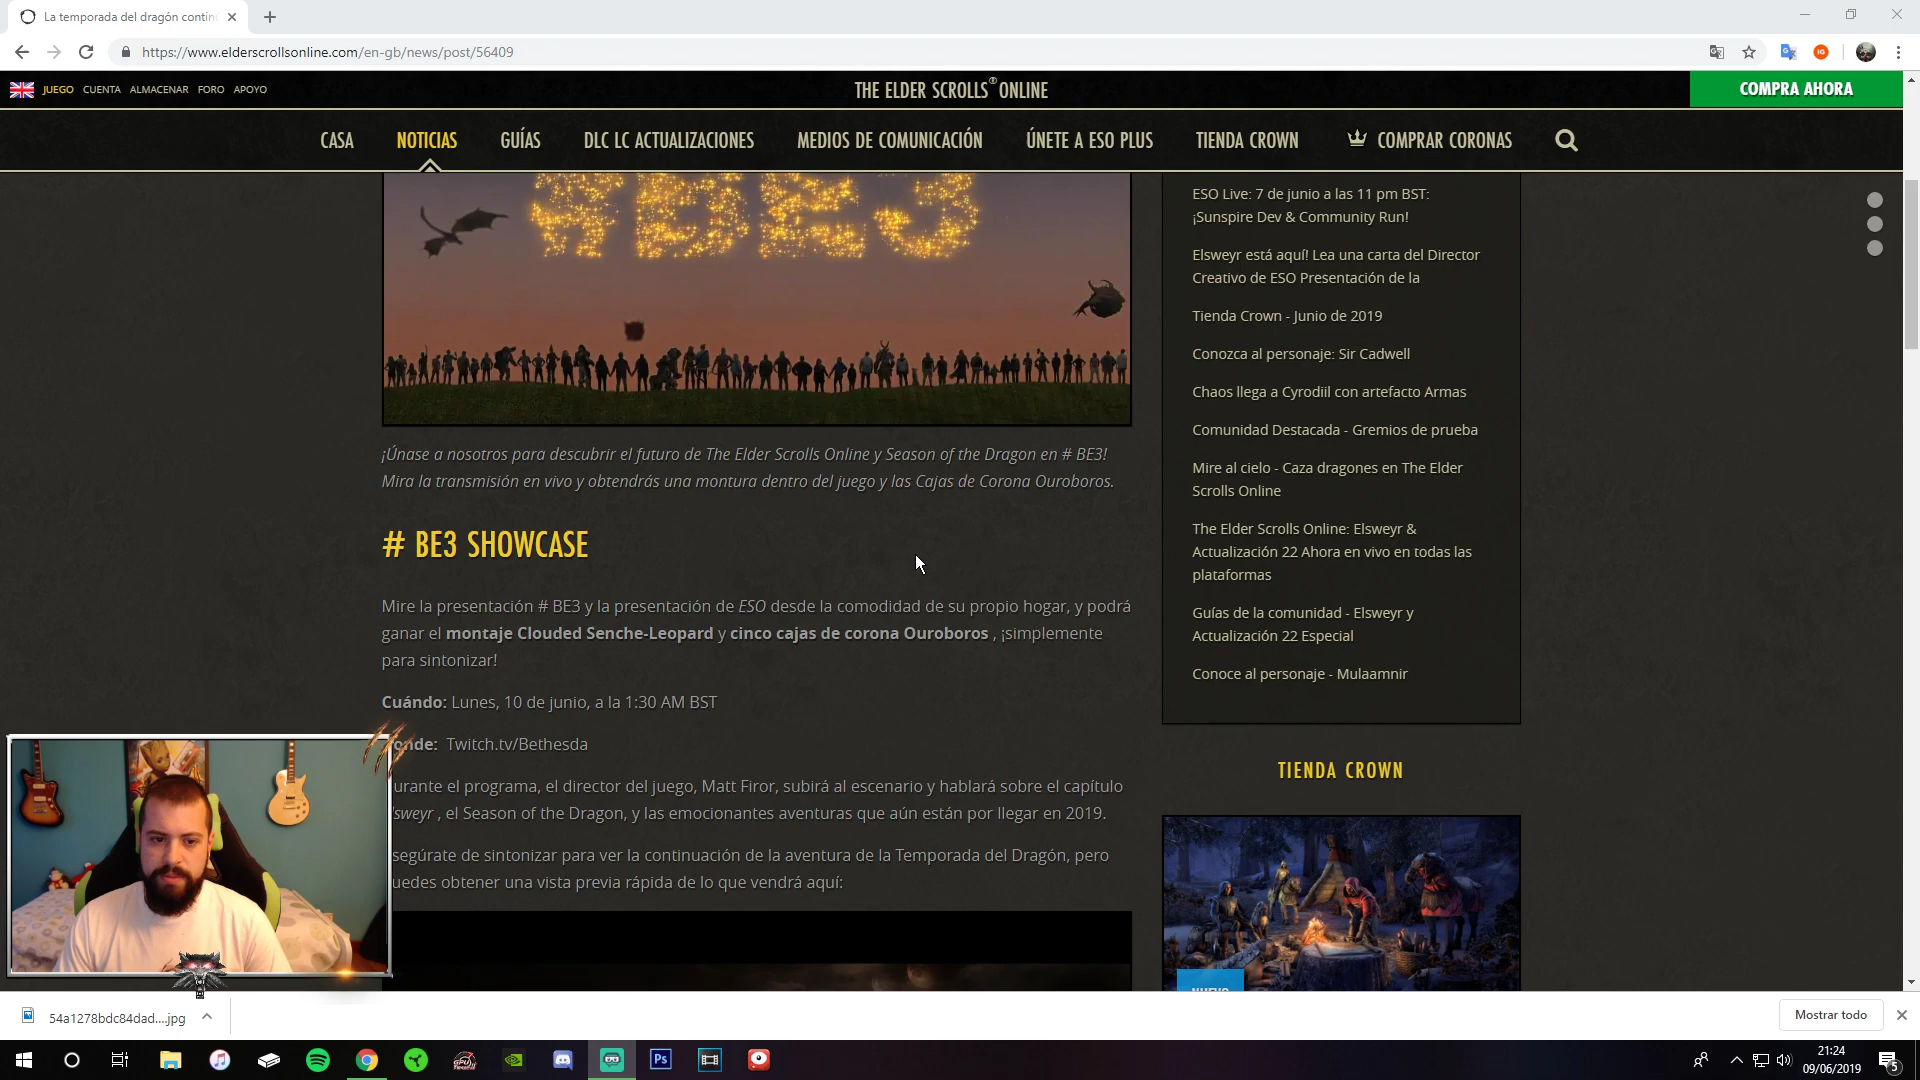 La temporada del dragón contin
https://www.elderscrollsonline.com/en-gb/news/post/56409
JUEGO CUENTA ALMACENAR FORO APOYO
THE ELDER SCROLLS® ONLINE
COMPRA AHORA
CASA NOTICIAS GUÍAS DLC LC ACTUALIZACIONES MEDIOS DE COMUNICACIÓN ÚNETE A ESO PLUS TIENDA CROWN COMPRAR CORONAS
#BE3
¡Únase a nosotros para descubrir el futuro de The Elder Scrolls Online y Season of the Dragon en # BE3!
Mira la transmisión en vivo y obtendrás una montura dentro del juego y las Cajas de Corona Ouroboros.
# BE3 SHOWCASE
Mire la presentación # BE3 y la presentación de ESO desde la comodidad de su propio hogar, y podrá
ganar el montaje Clouded Senche-Leopard y cinco cajas de corona Ouroboros , ¡simplemente
para sintonizar!
Cuándo: Lunes, 10 de junio, a la 1:30 AM BST
onde: Twitch.tv/Bethesda
urante el programa, el director del juego, Matt Firor, subirá al escenario y hablará sobre el capítulo
lsweyr , el Season of the Dragon, y las emocionantes aventuras que aún están por llegar en 2019.
segúrate de sintonizar para ver la continuación de la aventura de la Temporada del Dragón, pero
uedes obtener una vista previa rápida de lo que vendrá aquí:
ESO Live: 7 de junio a las 11 pm BST:
¡Sunspire Dev & Community Run!
Elsweyr está aquí! Lea una carta del Director
Creativo de ESO Presentación de la
Tienda Crown - Junio de 2019
Conozca al personaje: Sir Cadwell
Chaos llega a Cyrodiil con artefacto Armas
Comunidad Destacada - Gremios de prueba
Mire al cielo - Caza dragones en The Elder
Scrolls Online
The Elder Scrolls Online: Elsweyr &
Actualización 22 Ahora en vivo en todas las
plataformas
Guías de la comunidad - Elsweyr y
Actualización 22 Especial
Conoce al personaje - Mulaamnir
TIENDA CROWN
NUEVO
54a1278bdc84dad....jpg
Mostrar todo
Ps
21:24
09/06/2019
5